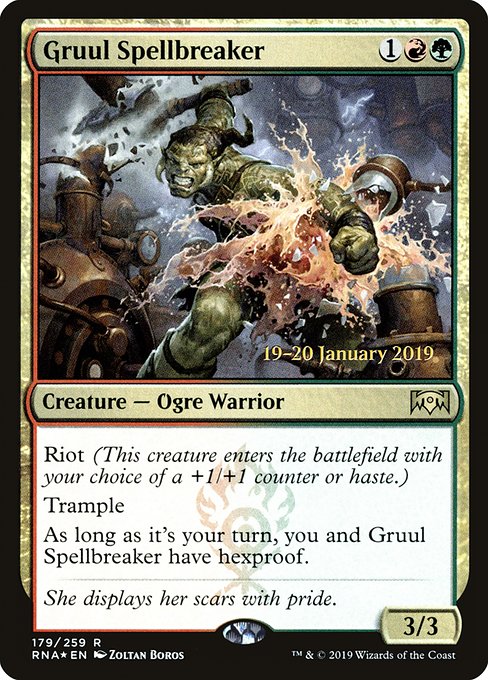 Gruul Spellbreaker 1
19–20 January 2019
Creature — Ogre Warrior
Riot (This creature enters the battlefield with
your choice of a +1/+1 counter or haste.)
Trample
As long as it's your turn, you and Gruul
Spellbreaker have hexproof.
She displays her scars with pride.
3/3
179/259 R
RNA★EN Zoltan Boros ™ & © 2019 Wizards of the Coast